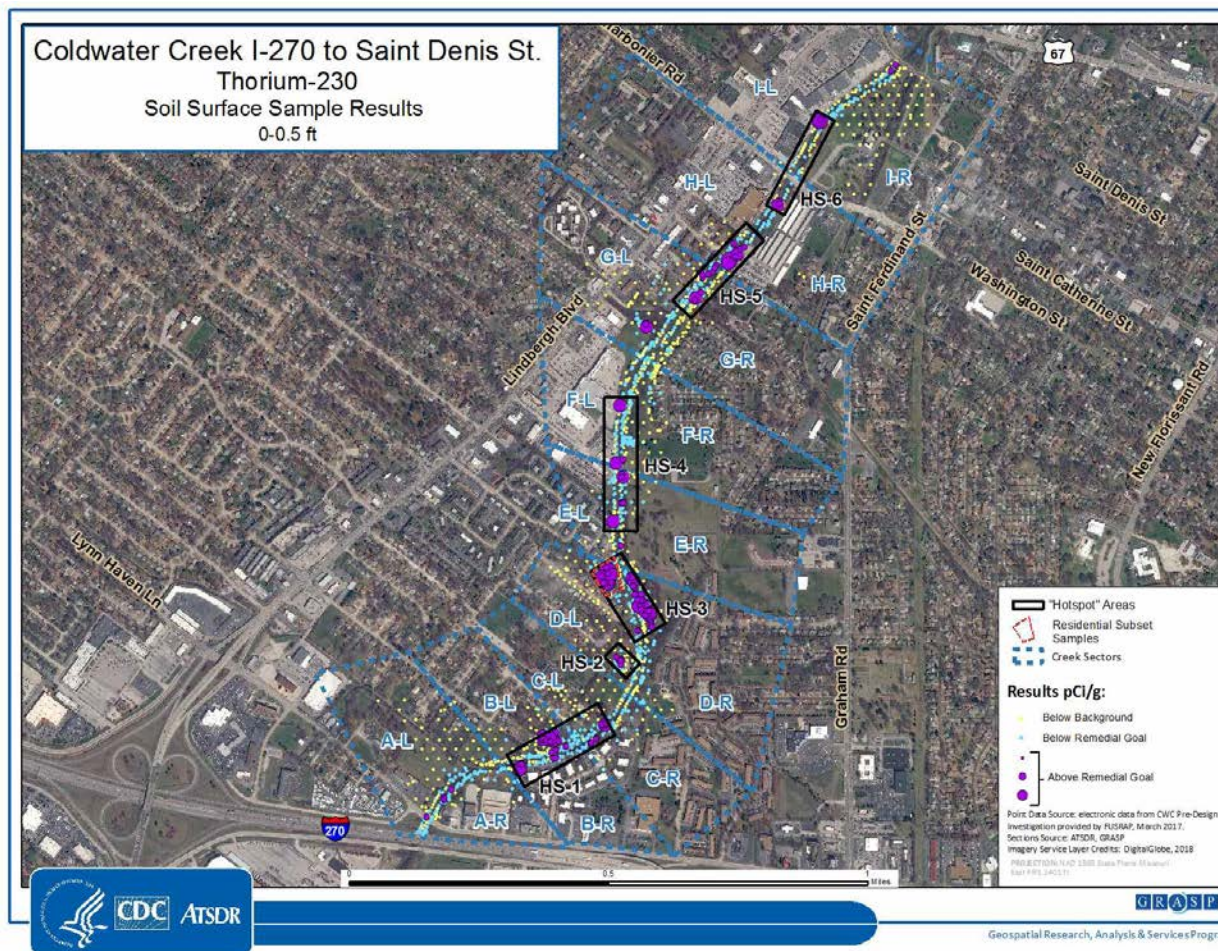 Coldwater Creek I-270 to Saint Denis St.
Thorium-230
Soil Surface Sample Results
0-0.5 ft
67
I-L
H-L
I-R
HS-6
Saint Denis St
Saint Ferdinand St
Saint Catherine St
Washington St
G-L
HS-5
H-R
Lindbergh Blvd
G-R
New Florissant Rd
F-L
F-R
HS-4
E-L
E-R
Lynn Haven Ln
D-L
HS-3
HS-2
C-L
Graham Rd
B-L
D-R
A-L
C-R
HS-1
A-R
B-R
270
"Hotspot" Areas
Residential Subset
Samples
Creek Sectors
Results pCi/g:
Below Background
Below Remedial Goal
Above Remedial Goal
Point Data Source: electronic data from CWC Pre-Design
Investigation provided by FUSRAP, March 2017.
Sections Source: ATSDR, GRASP
Imagery Service Layer Credits: DigitalGlobe, 2018
0
0.5
1
Miles
CDC
ATSDR
GRASP
Geospatial Research, Analysis & Services Progr